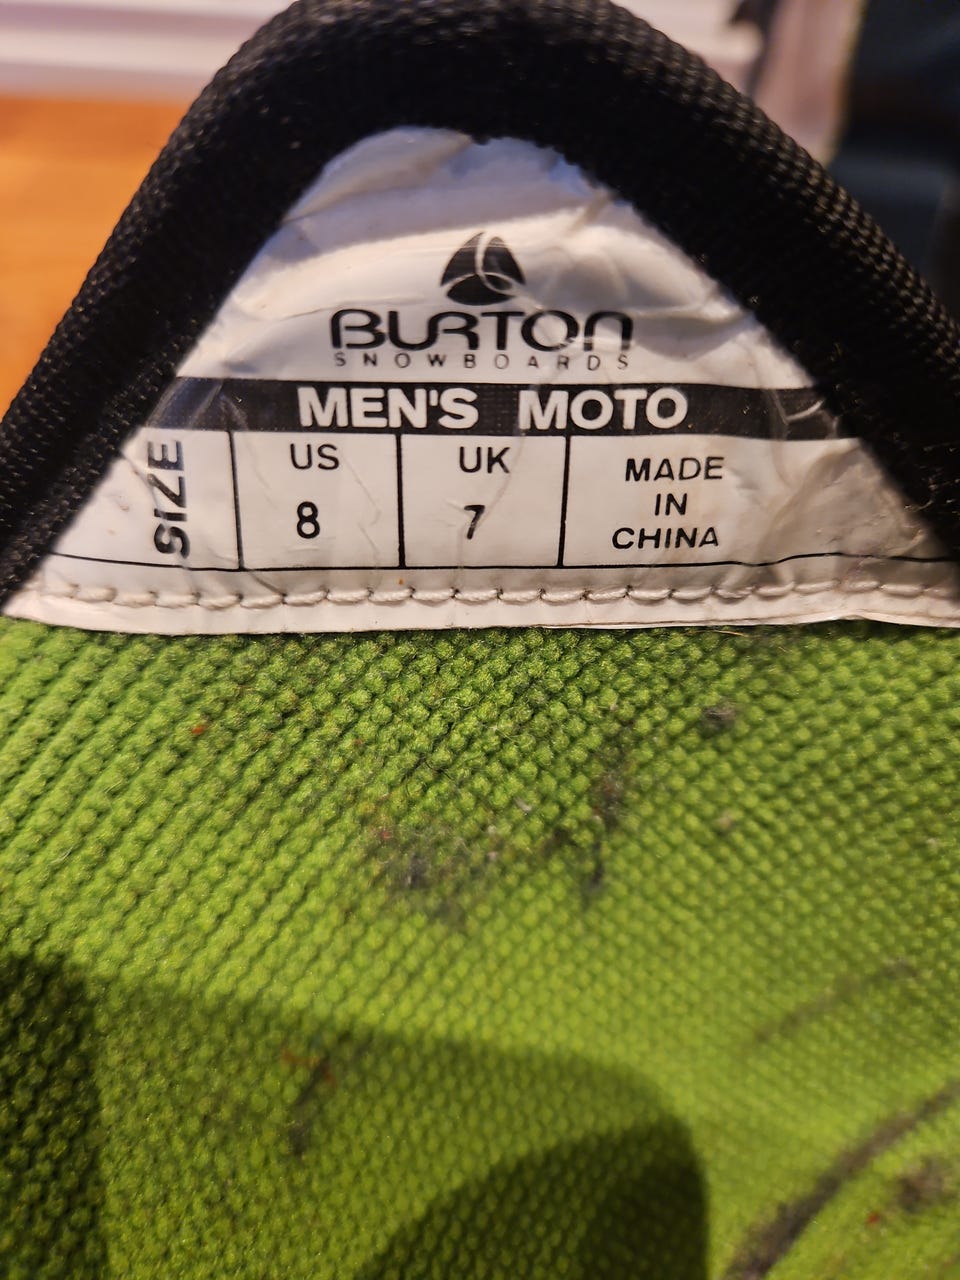 BURTON
SNOWBOARDS
MEN'S MOTO
SIZE
US
8
UK
7
MADE
IN
CHINA